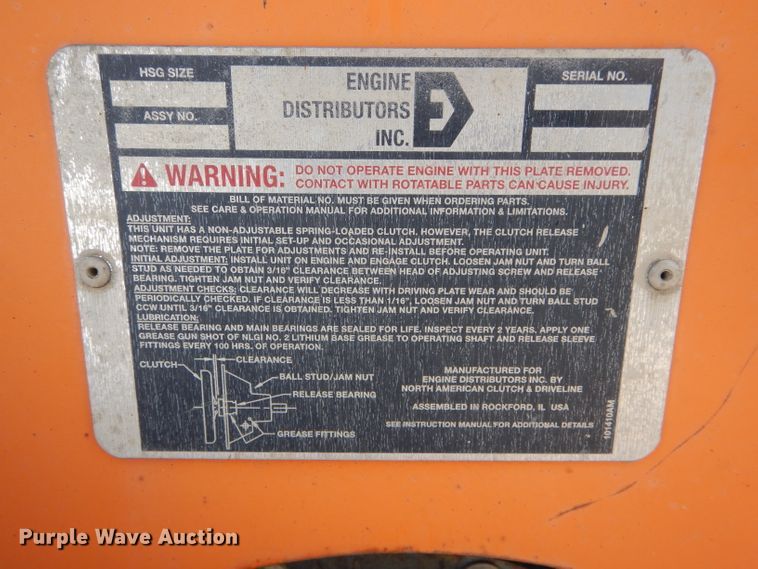 HSG SIZE
ASSY NO.
ENGINE
DISTRIBUTORS
INC.
ED
SERIAL NO.
WARNING: DO NOT OPERATE ENGINE WITH THIS PLATE REMOVED.
CONTACT WITH ROTATABLE PARTS CAN CAUSE INJURY.
BILL OF MATERIAL NO. MUST BE GIVEN WHEN ORDERING PARTS.
SEE CARE & OPERATION MANUAL FOR ADDITIONAL INFORMATION & LIMITATIONS.
ADJUSTMENT:
THIS UNIT HAS A NON-ADJUSTABLE SPRING-LOADED CLUTCH. HOWEVER, THE CLUTCH RELEASE
MECHANISM REQUIRES INITIAL SET-UP AND OCCASIONAL ADJUSTMENT.
NOTE: REMOVE THE PLATE FOR ADJUSTMENTS AND RE-INSTALL BEFORE OPERATING UNIT.
INITIAL ADJUSTMENT: INSTALL UNIT ON ENGINE AND ENGAGE CLUTCH. LOOSEN JAM NUT AND TURN BALL
STUD AS NEEDED TO OBTAIN 3/16" CLEARANCE BETWEEN HEAD OF ADJUSTING SCREW AND RELEASE
BEARING. TIGHTEN JAM NUT AND VERIFY CLEARANCE.
ADJUSTMENT CHECKS: CLEARANCE WILL DECREASE WITH DRIVING PLATE WEAR AND SHOULD BE
PERIODICALLY CHECKED. IF CLEARANCE IS LESS THAN 1/16", LOOSEN JAM NUT AND TURN BALL STUD
CCW UNTIL 3/16" CLEARANCE IS OBTAINED. TIGHTEN JAM NUT AND VERIFY CLEARANCE.
LUBRICATION:
RELEASE BEARING AND MAIN BEARINGS ARE SEALED FOR LIFE. INSPECT EVERY 2 YEARS. APPLY ONE
GREASE GUN SHOT OF NLGI NO. 2 LITHIUM BASE GREASE TO OPERATING SHAFT AND RELEASE SLEEVE
FITTINGS EVERY 100 HRS. OF OPERATION.
CLEARANCE
CLUTCH
BALL STUD/JAM NUT
RELEASE BEARING
GREASE FITTINGS
MANUFACTURED FOR
ENGINE DISTRIBUTORS INC. BY
NORTH AMERICAN CLUTCH & DRIVELINE
ASSEMBLED IN ROCKFORD, IL USA
SEE INSTRUCTION MANUAL FOR ADDITIONAL DETAILS
101410AM
Purple Wave Auction